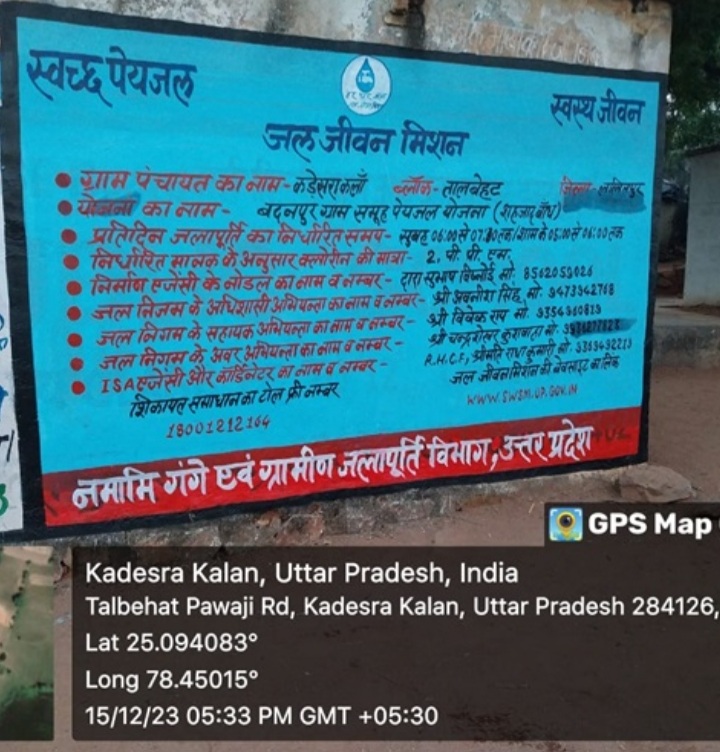 स्वच्छ पेयजल
स्वस्थ जीवन
जल जीवन मिशन
ग्राम पंचायत का नाम- कड़ेसराकलाँ ब्लॉक- तालबेहट जिला- ललितपुर
योजना का नाम- बदनपुर ग्राम समूह पेयजल योजना (शहजाद बाँध)
प्रतिदिन जलापूर्ति का निर्धारित समय- सुबह 06:00 से 07:00 तक/शाम के 05:00 से 06:00 तक
निर्धारित मानक के अनुसार क्लोरीन की मात्रा- 2. पी. पी. एम.
निर्माण एजेंसी के नोडल का नाम व नम्बर- दारा सुभाष विश्नोई मो: 8562059026
जल निगम के अधिशासी अभियन्ता का नाम व नम्बर- श्री अवनीश सिंह मो: 9473942768
जल निगम के सहायक अभियन्ता का नाम व नम्बर- श्री विवेक राय मो:
जल निगम के अवर अभियन्ता का नाम व नम्बर- श्री चन्द्रशेखर कुशवाहा मो:
ISA एजेंसी और कॉर्डिनेटर का नाम व नम्बर- R.H.C.F, श्रीमति राधा कुमारी मो:
शिकायत समाधान का टोल फ्री नम्बर
18001212164
जल जीवन मिशन की वेबसाइट का लिंक
WWW.SWSM.UP.GOV.IN
नमामि गंगे एवं ग्रामीण जलापूर्ति विभाग, उत्तर प्रदेश
GPS Map
Kadesra Kalan, Uttar Pradesh, India
Talbehat Pawaji Rd, Kadesra Kalan, Uttar Pradesh 284126,
Lat 25.094083°
Long 78.45015°
15/12/23 05:33 PM GMT +05:30